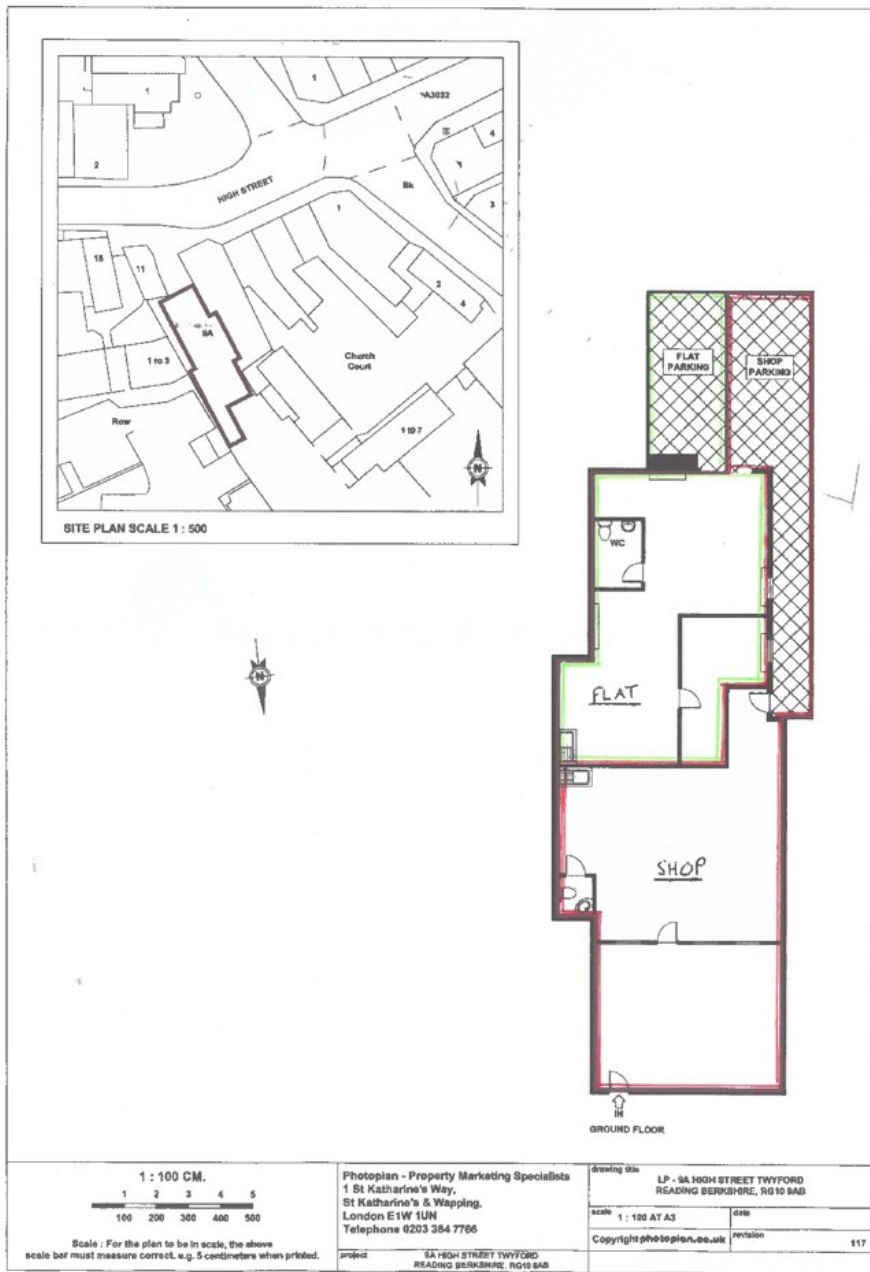 1
2
HIGH STREET
1
A3032
4
1
3
Bk
1
18
11
9A
1 to 3
2
4
Church
Court
Row
1 to 7
N
SITE PLAN SCALE 1 : 500
N
FLAT
PARKING
SHOP
PARKING
WC
FLAT
SHOP
IN
GROUND FLOOR
1 : 100 CM.
1 2 3 4 5
100 200 300 400 500
Scale : For the plan to be in scale, the above
scale bar must measure correct. e.g. 5 centimeters when printed.
Photoplan - Property Marketing Specialists
1 St Katharine's Way,
St Katharine's & Wapping,
London E1W 1UN
Telephone 0203 384 7766
project
9A HIGH STREET TWYFORD
READING BERKSHIRE, RG10 9AB
drawing title
LP - 9A HIGH STREET TWYFORD
READING BERKSHIRE, RG10 9AB
scale 1 : 100 AT A3
date
Copyright photoplan.co.uk
revision
117